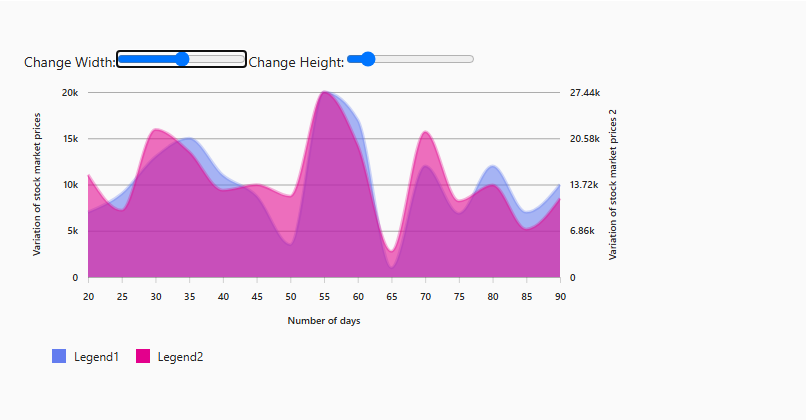 Change Width: Change Height:
Variation of stock market prices
20k
15k
10k
5k
0
27.44k
20.58k
13.72k
6.86k
0
Variation of stock market prices 2
20 25 30 35 40 45 50 55 60 65 70 75 80 85 90
Number of days
Legend1 Legend2